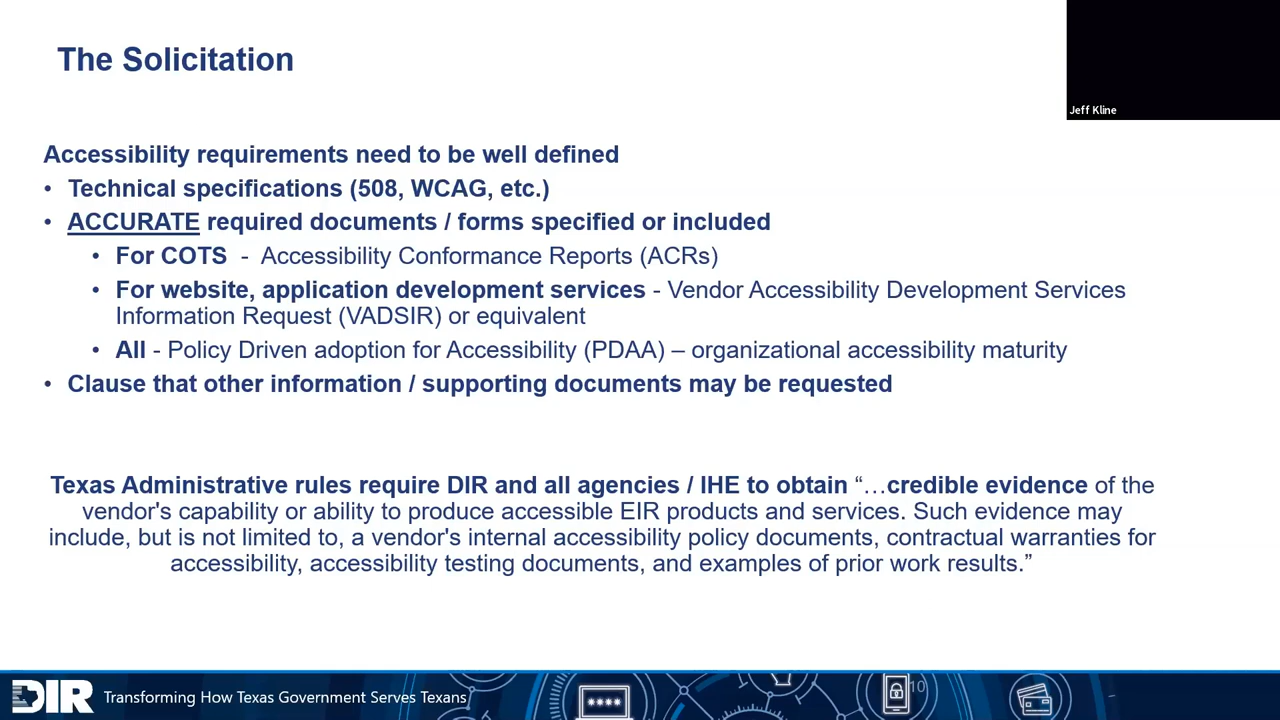 The Solicitation
Jeff Kline
Accessibility requirements need to be well defined
• Technical specifications (508, WCAG, etc.)
• ACCURATE required documents / forms specified or included
• For COTS - Accessibility Conformance Reports (ACRs)
• For website, application development services - Vendor Accessibility Development Services
Information Request (VADSIR) or equivalent
• All - Policy Driven adoption for Accessibility (PDAA) – organizational accessibility maturity
• Clause that other information / supporting documents may be requested
Texas Administrative rules require DIR and all agencies / IHE to obtain “…credible evidence of the
vendor's capability or ability to produce accessible EIR products and services. Such evidence may
include, but is not limited to, a vendor's internal accessibility policy documents, contractual warranties for
accessibility, accessibility testing documents, and examples of prior work results.”
DIR Transforming How Texas Government Serves Texans
10